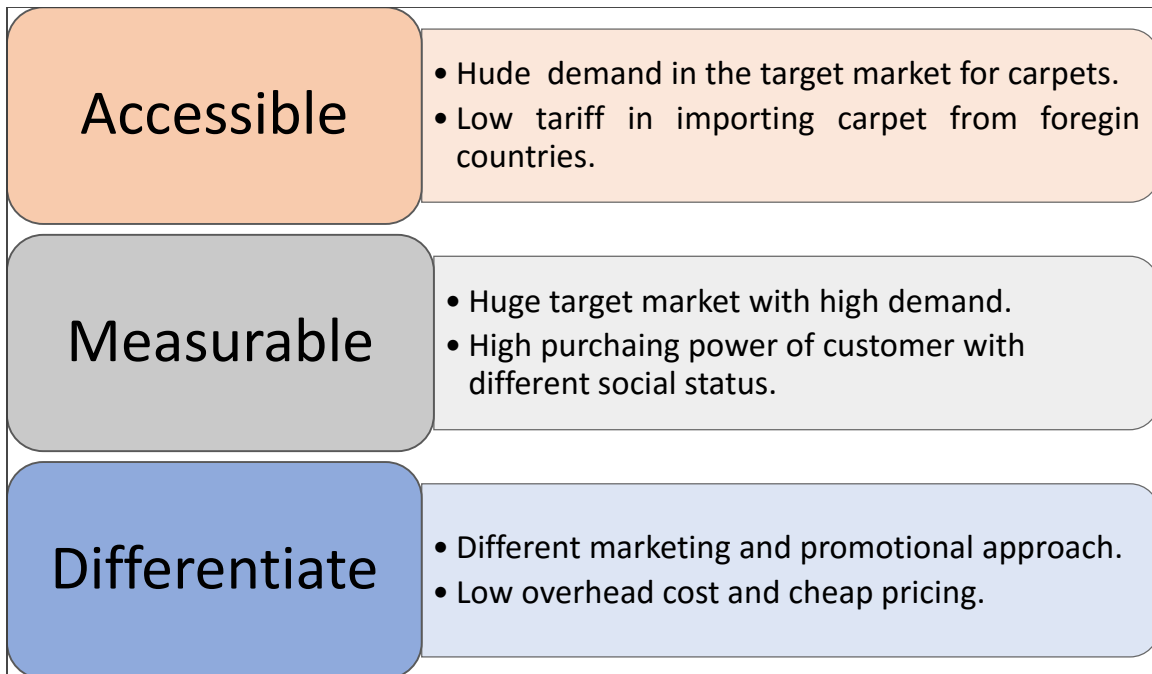 Accessible
• Hude demand in the target market for carpets.
• Low tariff in importing carpet from foregin
countries.
Measurable
• Huge target market with high demand.
• High purchaing power of customer with
different social status.
Differentiate
• Different marketing and promotional approach.
• Low overhead cost and cheap pricing.